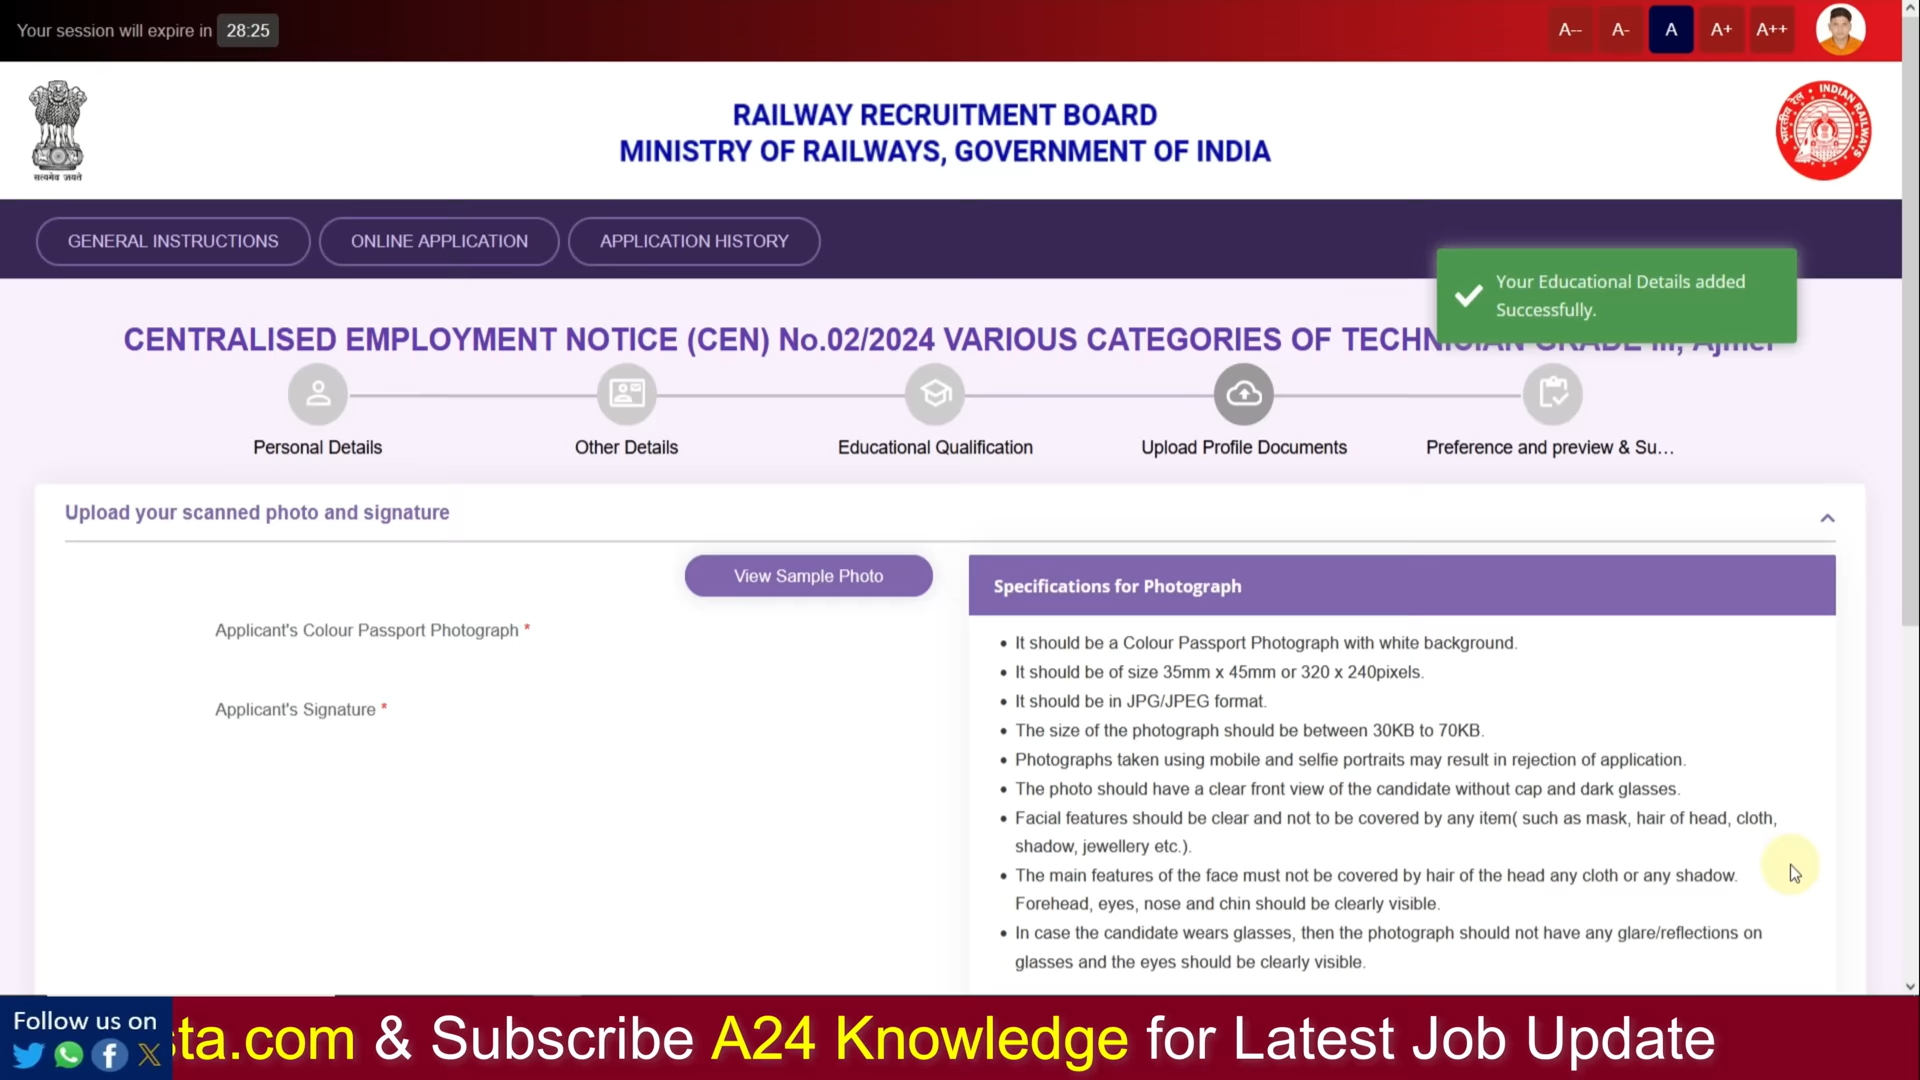 Your session will expire in 28:25
A-- A- A A+ A++
सत्यमेव जयते
RAILWAY RECRUITMENT BOARD
MINISTRY OF RAILWAYS, GOVERNMENT OF INDIA
भारतीय रेल INDIAN RAILWAYS
GENERAL INSTRUCTIONS ONLINE APPLICATION APPLICATION HISTORY
Your Educational Details added
Successfully.
CENTRALISED EMPLOYMENT NOTICE (CEN) No.02/2024 VARIOUS CATEGORIES OF TECHNICIAN GRADE III, Ajmer
Personal Details Other Details Educational Qualification Upload Profile Documents Preference and preview & Su...
Upload your scanned photo and signature
View Sample Photo
Applicant's Colour Passport Photograph *
Applicant's Signature *
Specifications for Photograph
• It should be a Colour Passport Photograph with white background.
• It should be of size 35mm x 45mm or 320 x 240pixels.
• It should be in JPG/JPEG format.
• The size of the photograph should be between 30KB to 70KB.
• Photographs taken using mobile and selfie portraits may result in rejection of application.
• The photo should have a clear front view of the candidate without cap and dark glasses.
• Facial features should be clear and not to be covered by any item( such as mask, hair of head, cloth,
shadow, jewellery etc.).
• The main features of the face must not be covered by hair of the head any cloth or any shadow.
Forehead, eyes, nose and chin should be clearly visible.
• In case the candidate wears glasses, then the photograph should not have any glare/reflections on
glasses and the eyes should be clearly visible.
Follow us on
sta.com & Subscribe A24 Knowledge for Latest Job Update